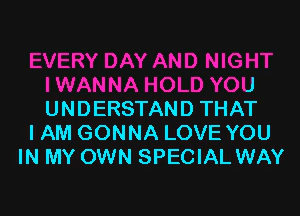 EVERY DAY AND NIGHT
I WANNA HOLD YOU
UNDERSTAND THAT
I AM GONNA LOVE YOU
IN MY OWN SPECIAL WAY